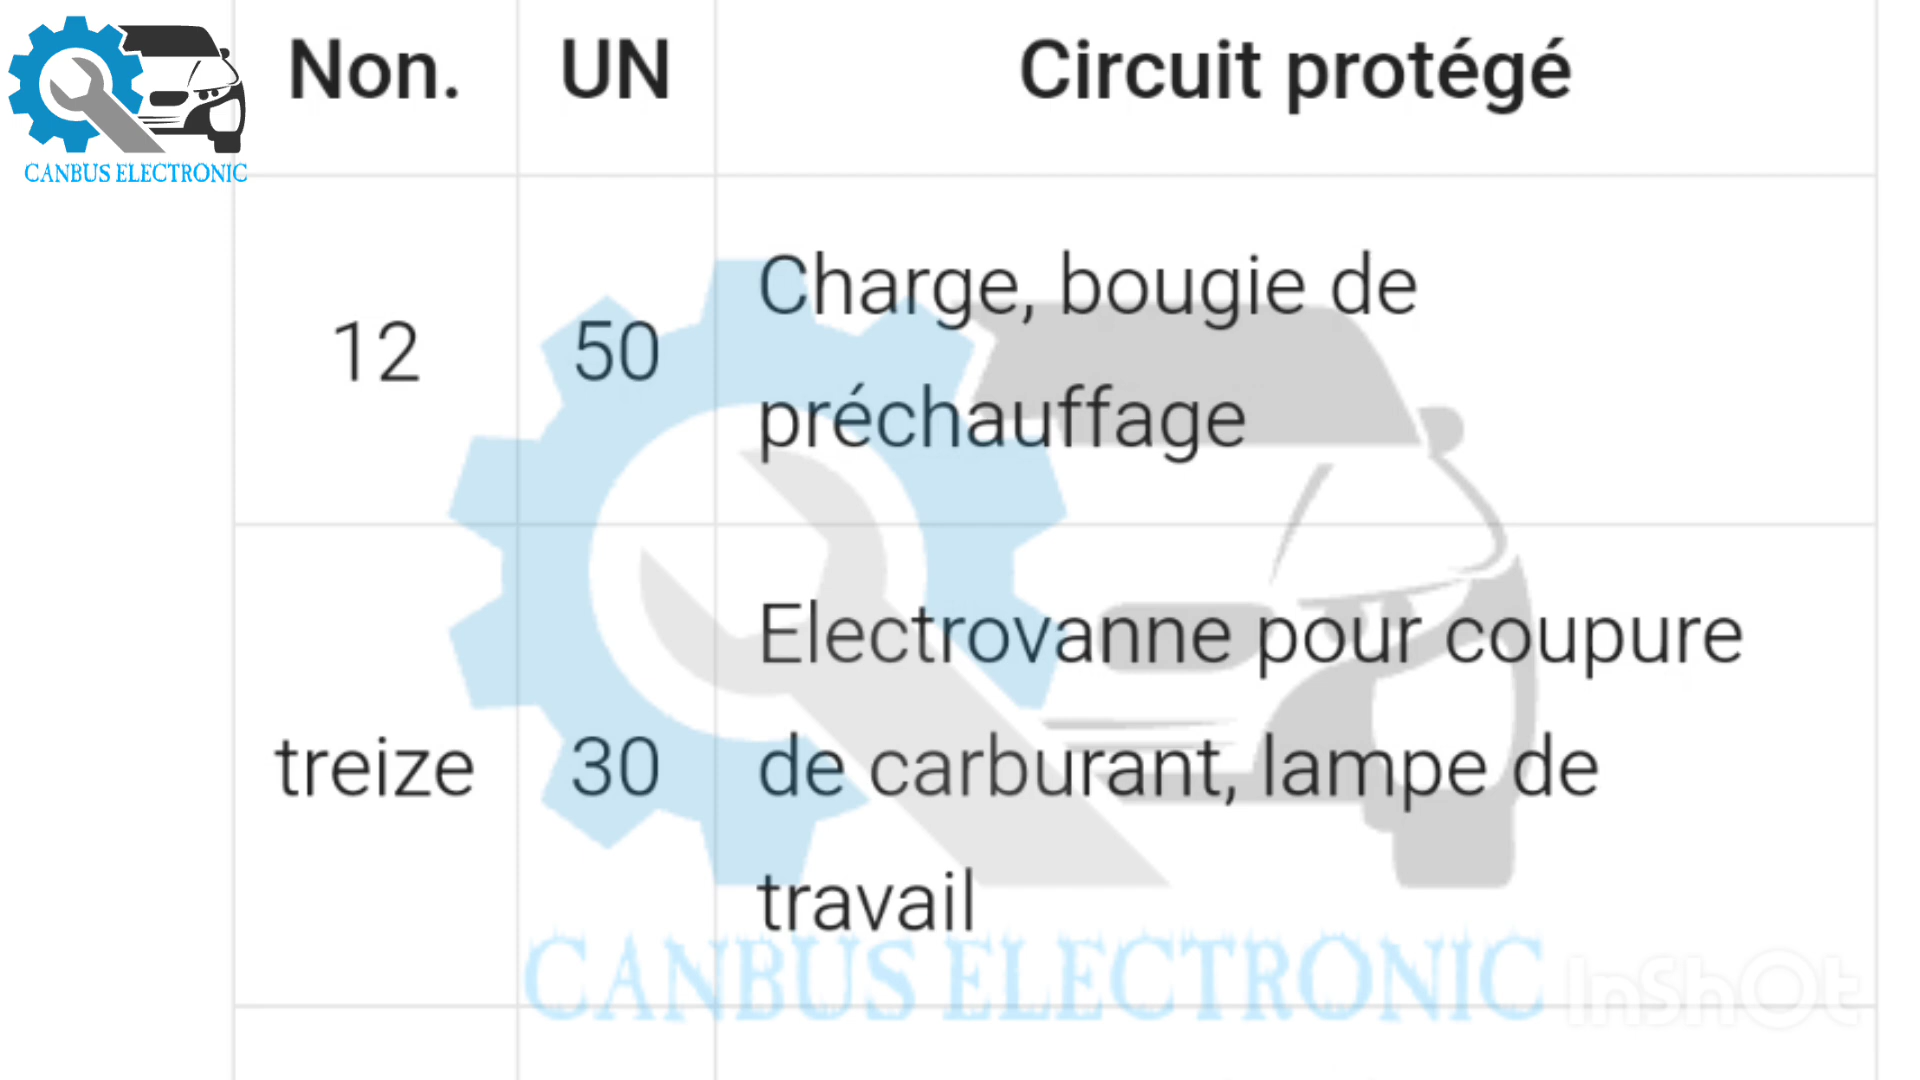 Non. UN Circuit protégé
CANBUS ELECTRONIC
Charge, bougie de
12 50
préchauffage
Electrovanne pour coupure
treize 30 de carburant, lampe de
travail
CANBUS ELECTRONIC
InShOt